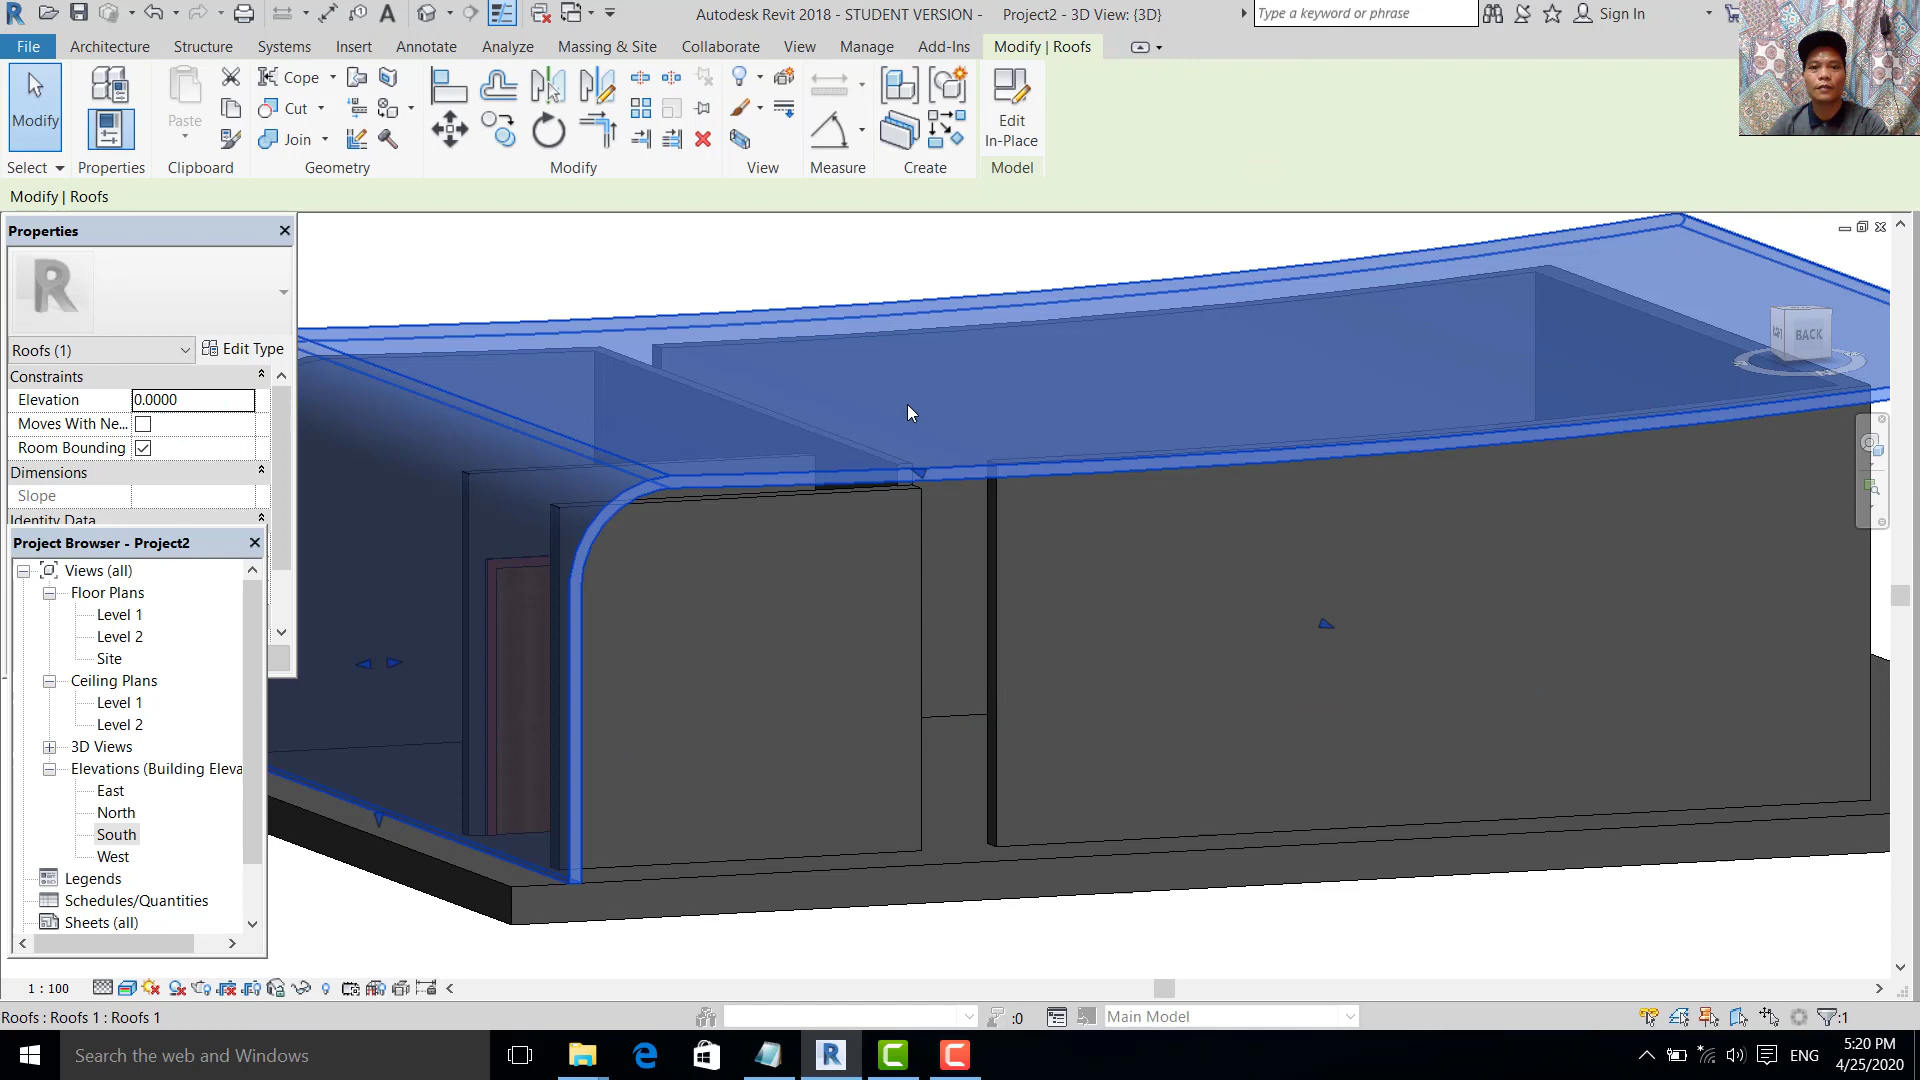 Autodesk Revit 2018 - STUDENT VERSION - Project2 - 3D View: {3D}
Type a keyword or phrase
Sign In
File Architecture Structure Systems Insert Annotate Analyze Massing & Site Collaborate View Manage Add-Ins Modify | Roofs
Modify
Paste
Cope
Cut
Join
Edit
In-Place
Select Properties Clipboard Geometry Modify View Measure Create Model
Modify | Roofs
Properties
Roofs (1)
Edit Type
Constraints
Elevation 0.0000
Moves With Ne...
Room Bounding
Dimensions
Slope
Identity Data
Project Browser - Project2
Views (all)
Floor Plans
Level 1
Level 2
Site
Ceiling Plans
Level 1
Level 2
3D Views
Elevations (Building Eleva
East
North
South
West
Legends
Schedules/Quantities
Sheets (all)
BACK
1 : 100
Roofs : Roofs 1 : Roofs 1
:0
Main Model
:1
Search the web and Windows
ENG
5:20 PM
4/25/2020